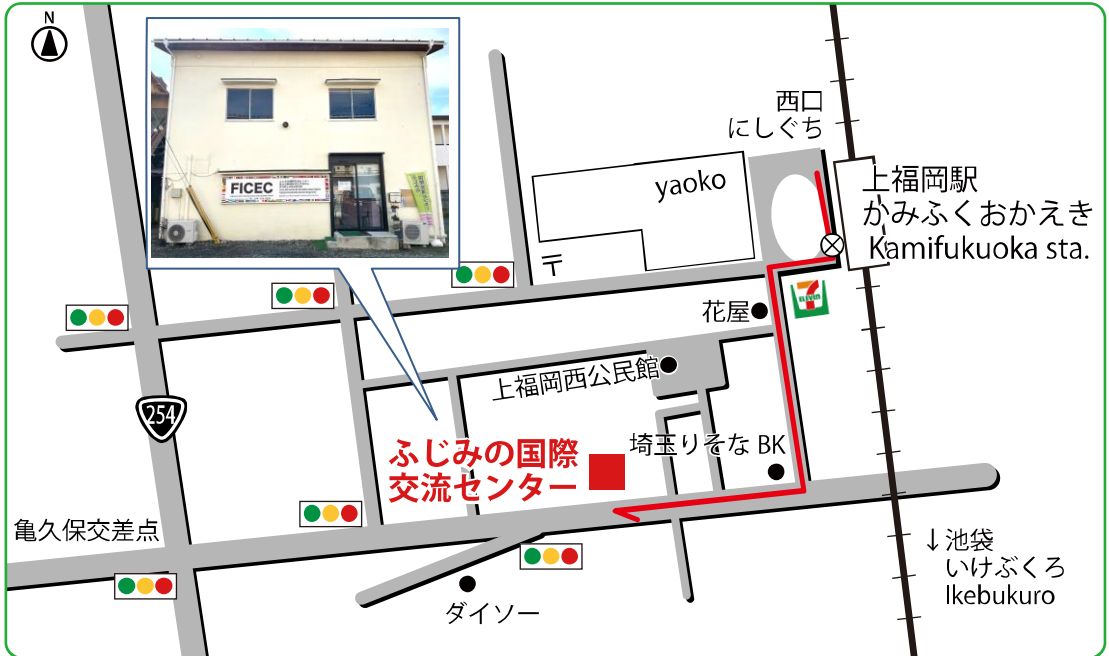 N
FICEC
西口
にしぐち
yaoko
上福岡駅
かみふくおかえき
Kamifukuoka sta.
〒
7
ELEVEN
花屋
上福岡西公民館
254
ふじみの国際
交流センター
埼玉りそな BK
亀久保交差点
ダイソー
↓池袋
いけぶくろ
Ikebukuro